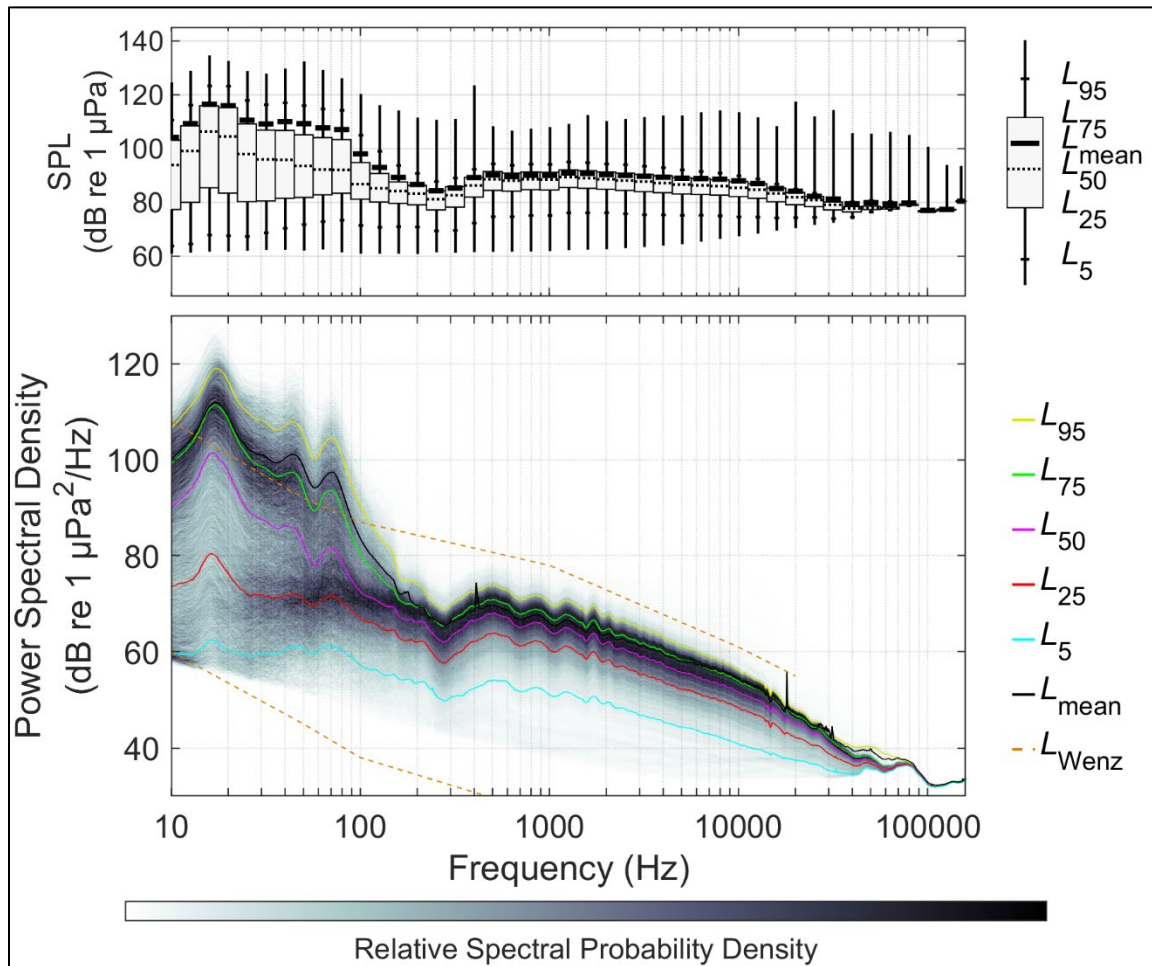 140
120
100
80
60
SPL
(dB re 1 µPa)
L95
L75
Lmean
L50
L25
L5
120
100
80
60
40
Power Spectral Density
(dB re 1 µPa²/Hz)
10
100
1000
10000
100000
Frequency (Hz)
L95
L75
L50
L25
L5
Lmean
LWenz
Relative Spectral Probability Density